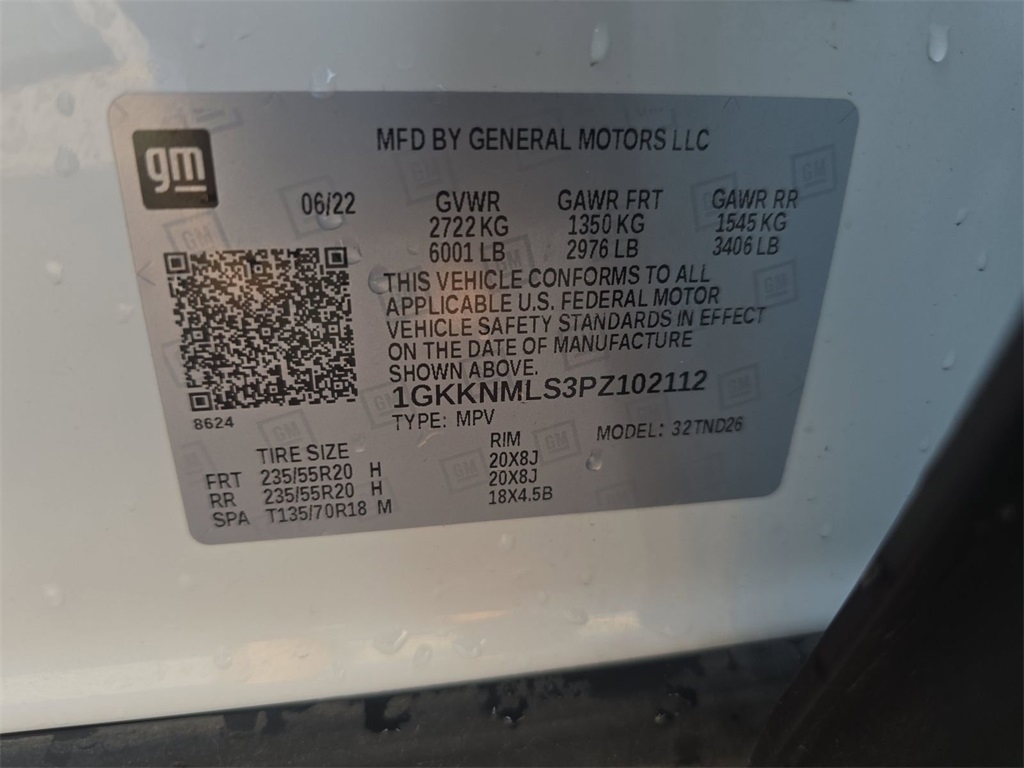 gm
MFD BY GENERAL MOTORS LLC
06/22 GVWR GAWR FRT GAWR RR
2722 KG 1350 KG 1545 KG
6001 LB 2976 LB 3406 LB
THIS VEHICLE CONFORMS TO ALL
APPLICABLE U.S. FEDERAL MOTOR
VEHICLE SAFETY STANDARDS IN EFFECT
ON THE DATE OF MANUFACTURE
SHOWN ABOVE.
1GKKNMLS3PZ102112
8624 TYPE: MPV MODEL: 32TND26
TIRE SIZE RIM
FRT 235/55R20 H 20X8J
RR 235/55R20 H 20X8J
SPA T135/70R18 M 18X4.5B